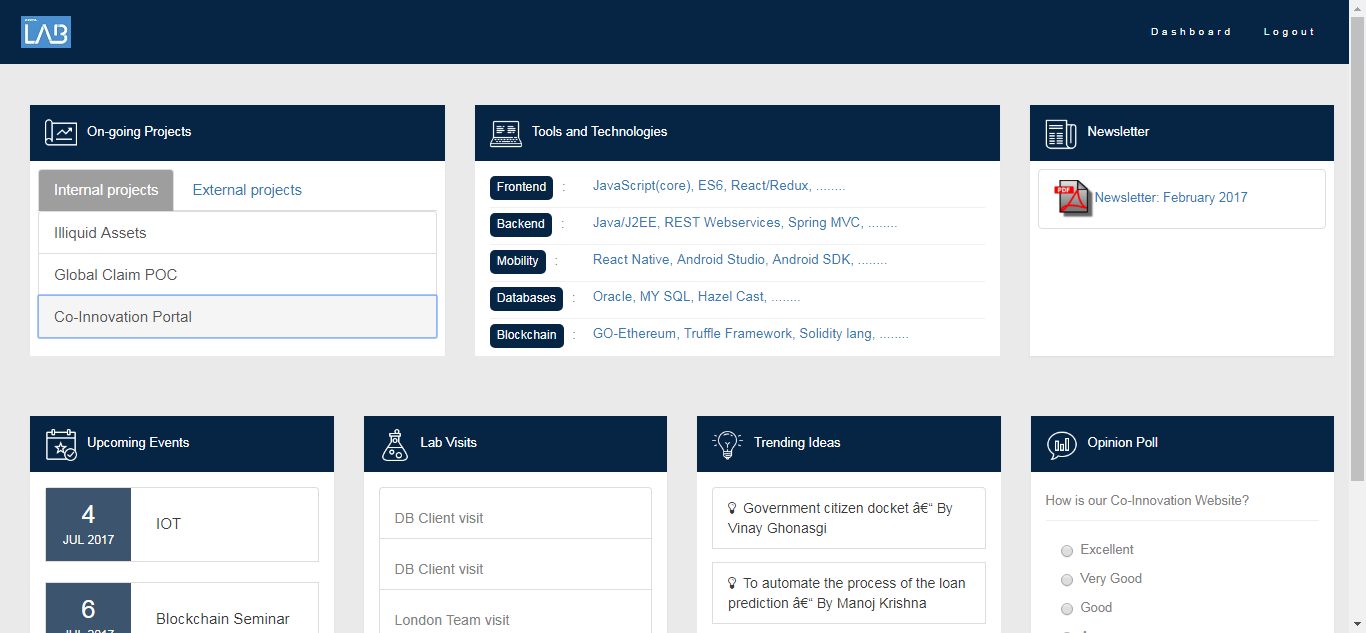 LAB
Dashboard Logout
On-going Projects
Internal projects External projects
Illiquid Assets
Global Claim POC
Co-Innovation Portal
Tools and Technologies
Frontend : JavaScript(core), ES6, React/Redux, ........
Backend : Java/J2EE, REST Webservices, Spring MVC, ........
Mobility : React Native, Android Studio, Android SDK, ........
Databases : Oracle, MY SQL, Hazel Cast, ........
Blockchain : GO-Ethereum, Truffle Framework, Solidity lang, ........
Newsletter
PDF
Newsletter: February 2017
Upcoming Events
4
JUL 2017
IOT
6
JUL 2017
Blockchain Seminar
Lab Visits
DB Client visit
DB Client visit
London Team visit
Trending Ideas
Government citizen docket â€“ By
Vinay Ghonasgi
To automate the process of the loan
prediction â€“ By Manoj Krishna
Opinion Poll
How is our Co-Innovation Website?
Excellent
Very Good
Good